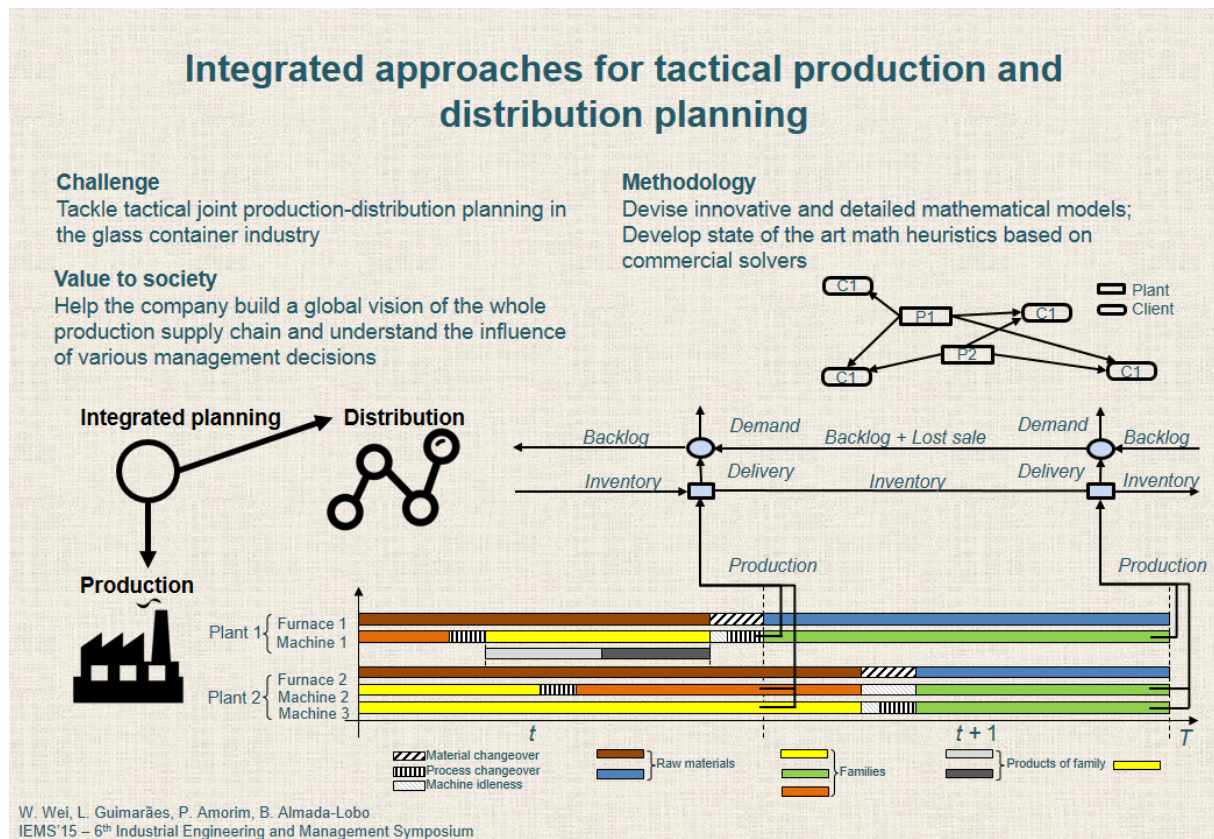 Integrated approaches for tactical production and
distribution planning
Challenge
Tackle tactical joint production-distribution planning in
the glass container industry
Value to society
Help the company build a global vision of the whole
production supply chain and understand the influence
of various management decisions
Methodology
Devise innovative and detailed mathematical models;
Develop state of the art math heuristics based on
commercial solvers
C1
P1
C1
P2
C1
C1
Plant
Client
Integrated planning
Distribution
Production
Backlog
Demand
Backlog + Lost sale
Demand
Backlog
Inventory
Delivery
Inventory
Delivery
Inventory
Production
Production
Plant 1
Furnace 1
Machine 1
Plant 2
Furnace 2
Machine 2
Machine 3
t
t + 1
T
Material changeover
Process changeover
Machine idleness
Raw materials
Families
Products of family
W. Wei, L. Guimarães, P. Amorim, B. Almada-Lobo
IEMS'15 – 6th Industrial Engineering and Management Symposium